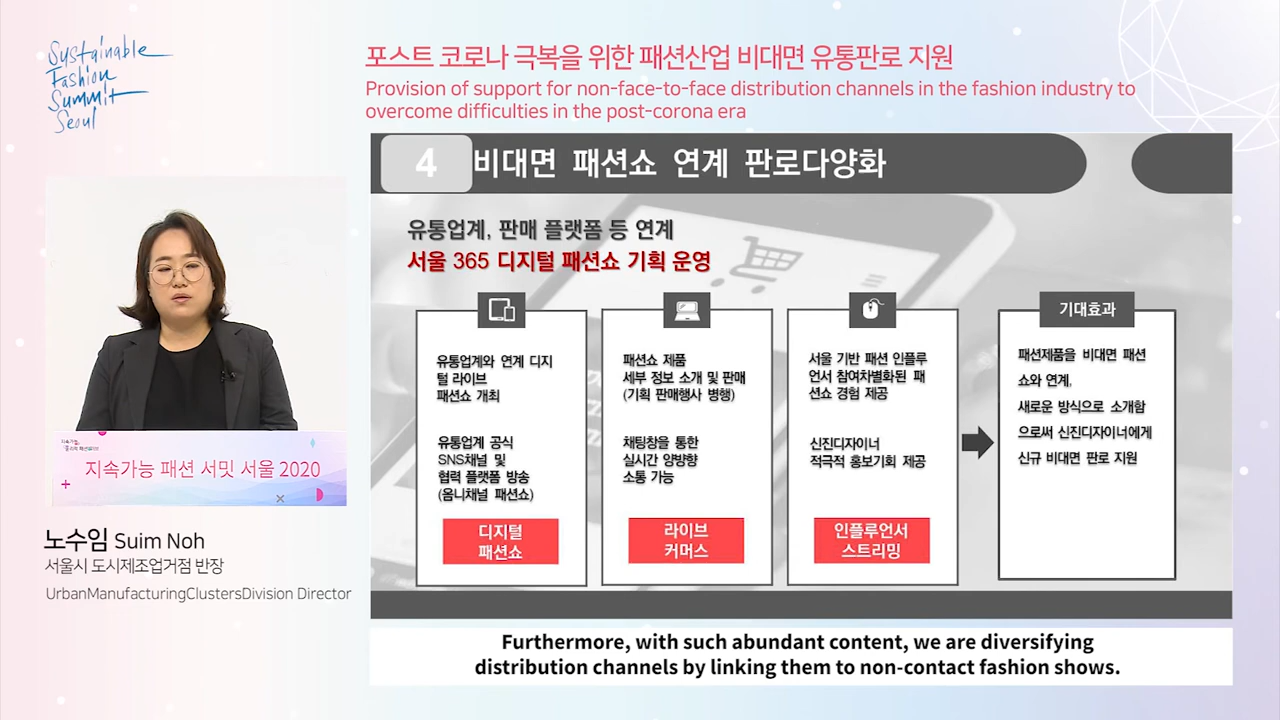 Sustainable
Fashion
Summit
Seoul
포스트 코로나 극복을 위한 패션산업 비대면 유통판로 지원
Provision of support for non-face-to-face distribution channels in the fashion industry to
overcome difficulties in the post-corona era
4 비대면 패션쇼 연계 판로다양화
유통업계, 판매 플랫폼 등 연계
서울 365 디지털 패션쇼 기획 운영
유통업계와 연계 디지
털 라이브
패션쇼 개최
유통업계 공식
SNS채널 및
협력 플랫폼 방송
(옴니채널 패션쇼)
디지털
패션쇼
패션쇼 제품
세부 정보 소개 및 판매
(기획 판매행사 병행)
채팅창을 통한
실시간 양방향
소통 가능
라이브
커머스
서울 기반 패션 인플루
언서 참여차별화된 패
션쇼 경험 제공
신진디자이너
적극적 홍보기회 제공
인플루언서
스트리밍
기대효과
패션제품을 비대면 패션
쇼와 연계,
새로운 방식으로 소개함
으로써 신진디자이너에게
신규 비대면 판로 지원
지속가능 패션 서밋 서울 2020
노수임 Suim Noh
서울시 도시제조업거점 반장
UrbanManufacturingClustersDivision Director
Furthermore, with such abundant content, we are diversifying
distribution channels by linking them to non-contact fashion shows.